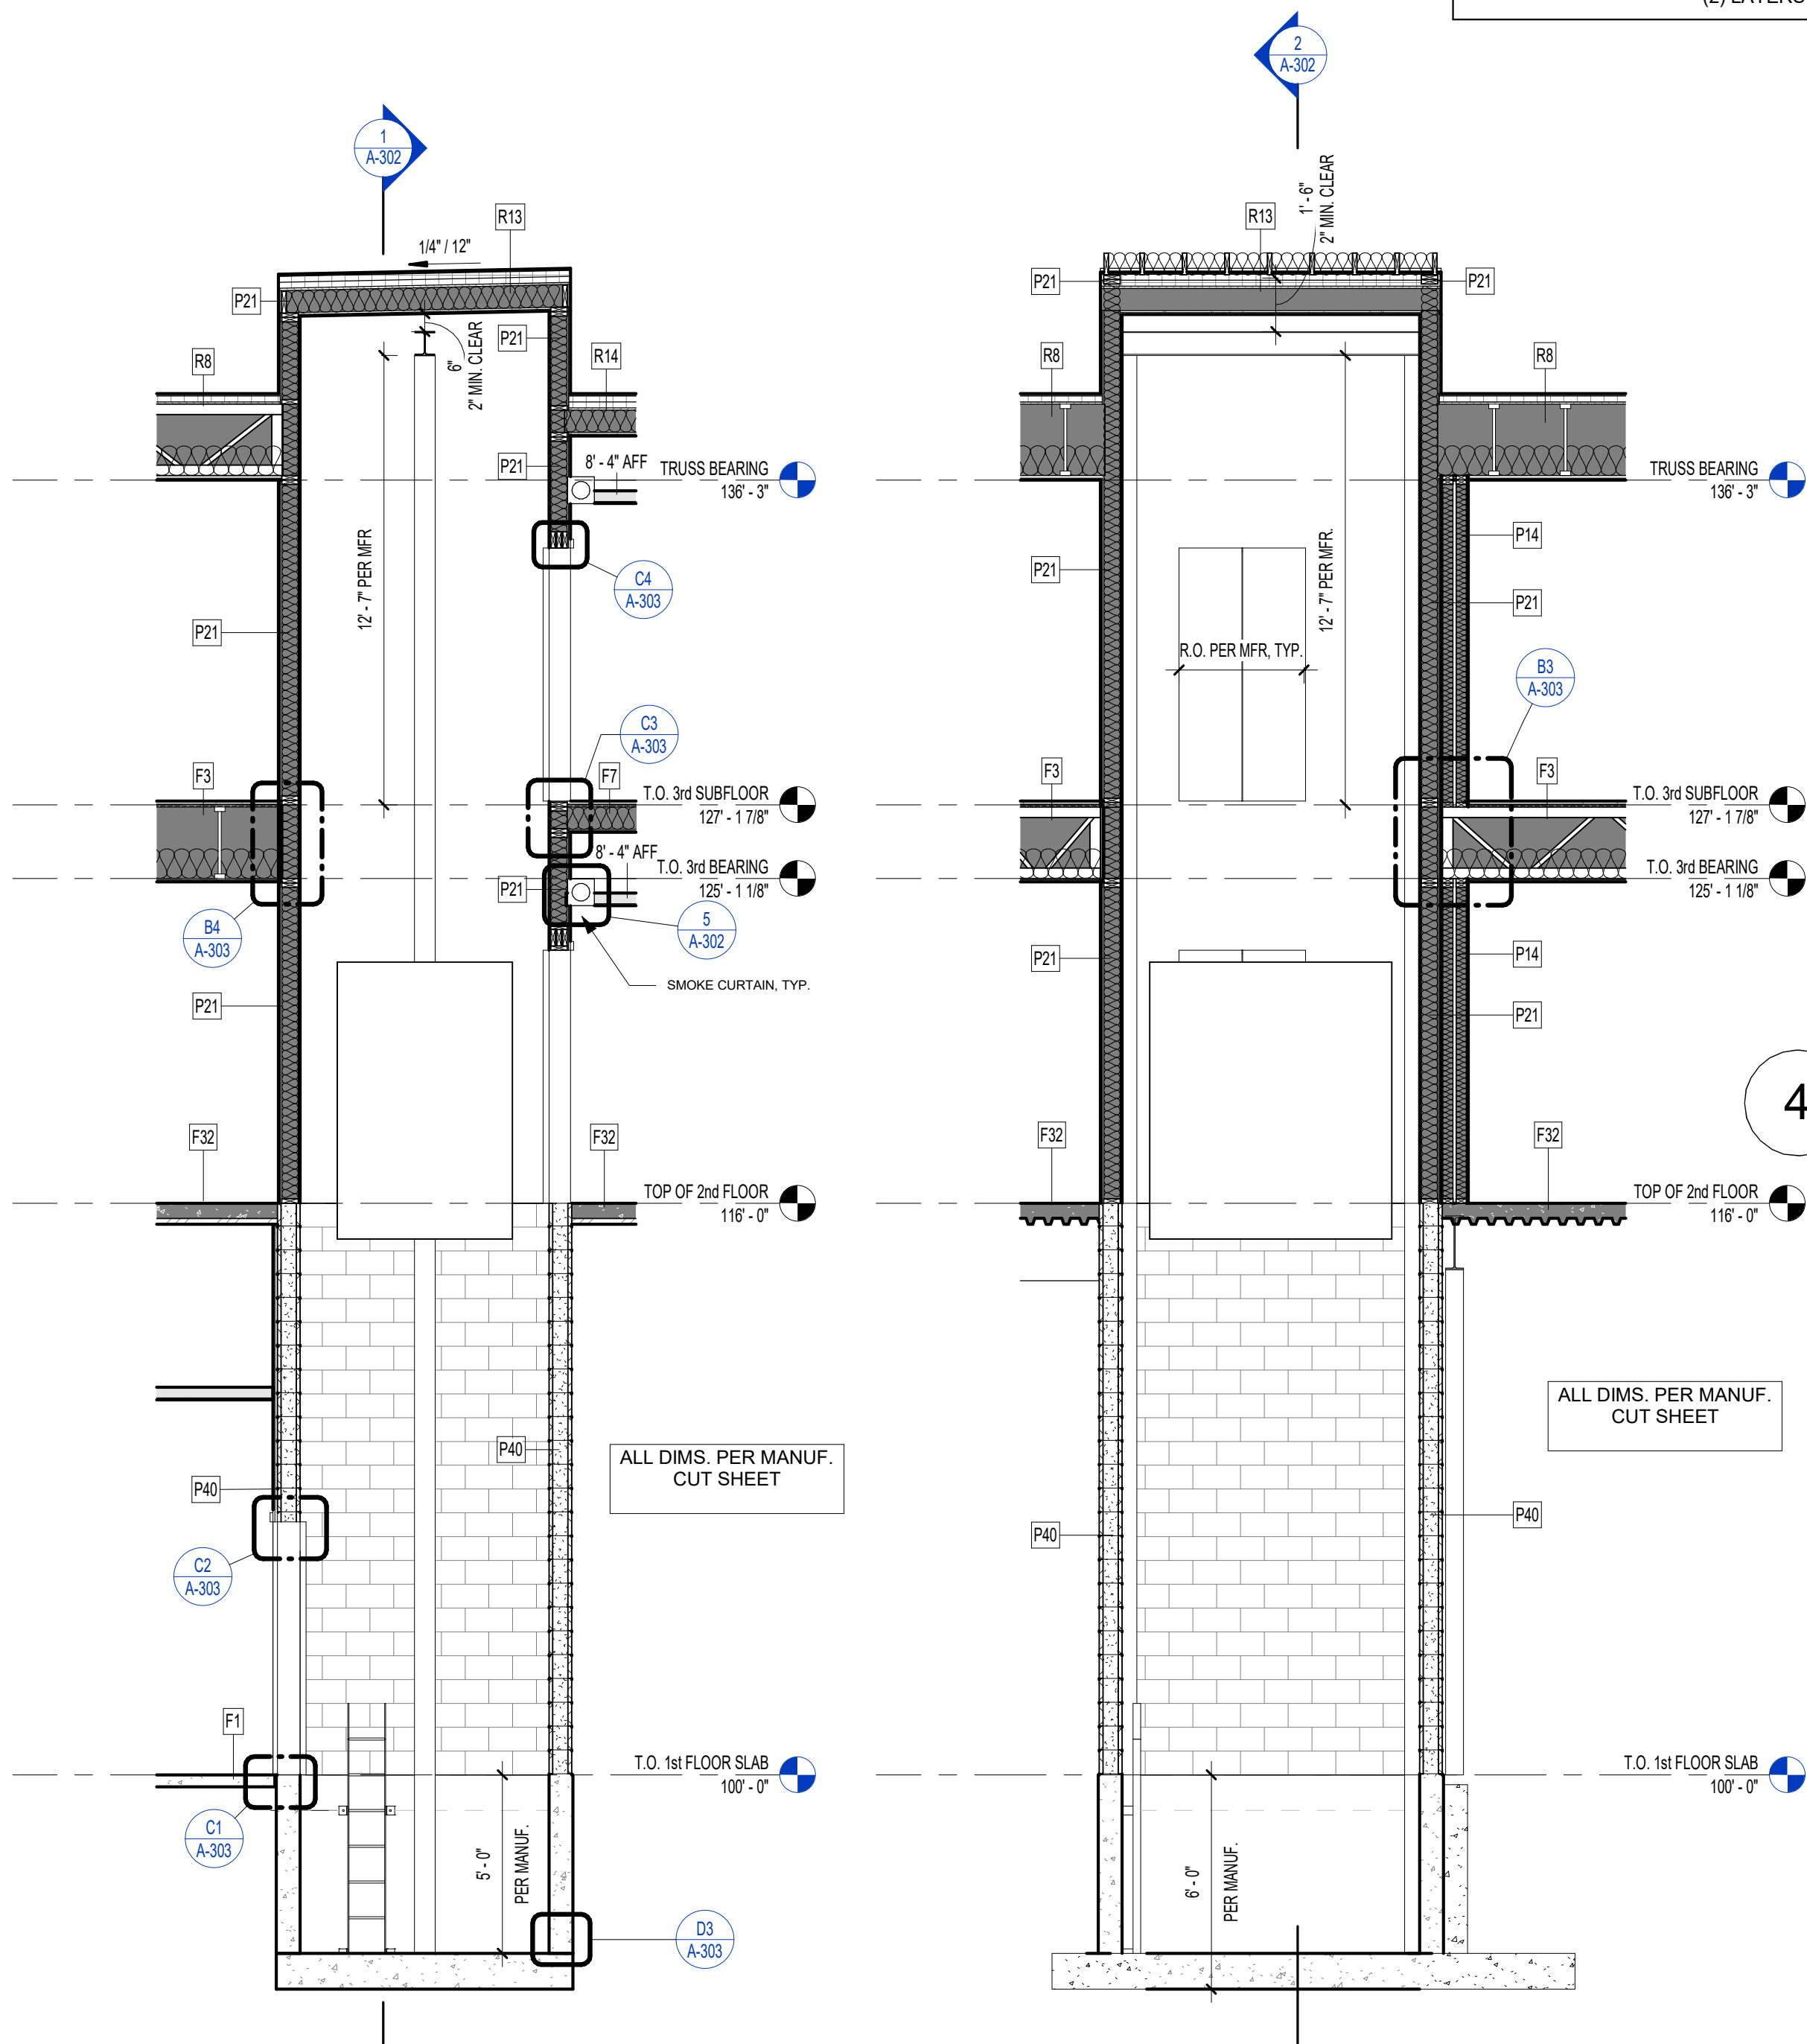 (2) LAYERS
1
A-302
R13
1/4" / 12"
P21
P21
R8
6"
2" MIN. CLEAR
R14
P21
8' - 4" AFF
TRUSS BEARING
136' - 3"
12' - 7" PER MFR
C4
A-303
P21
C3
A-303
F3
F7
T.O. 3rd SUBFLOOR
127' - 1 7/8"
8' - 4" AFF
T.O. 3rd BEARING
125' - 1 1/8"
P21
B4
A-303
5
A-302
SMOKE CURTAIN, TYP.
P21
F32
F32
TOP OF 2nd FLOOR
116' - 0"
P40
ALL DIMS. PER MANUF.
CUT SHEET
P40
C2
A-303
F1
T.O. 1st FLOOR SLAB
100' - 0"
C1
A-303
5' - 0"
PER MANUF.
D3
A-303
2
A-302
1' - 6"
2" MIN. CLEAR
R13
P21
P21
R8
R8
TRUSS BEARING
136' - 3"
P14
P21
12' - 7" PER MFR.
P21
R.O. PER MFR, TYP.
B3
A-303
F3
F3
T.O. 3rd SUBFLOOR
127' - 1 7/8"
T.O. 3rd BEARING
125' - 1 1/8"
P21
P14
P21
4
F32
F32
TOP OF 2nd FLOOR
116' - 0"
ALL DIMS. PER MANUF.
CUT SHEET
P40
P40
T.O. 1st FLOOR SLAB
100' - 0"
6' - 0"
PER MANUF.